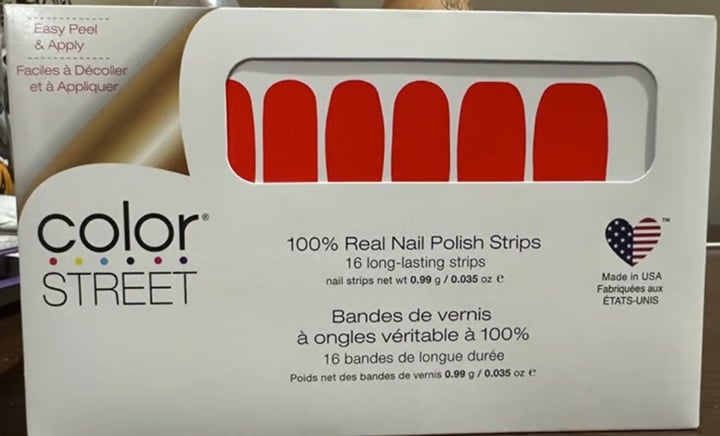 Easy Peel
& Apply
Faciles à Décoller
et à Appliquer
color®
STREET
100% Real Nail Polish Strips
16 long-lasting strips
nail strips net wt 0.99 g / 0.035 oz e
Bandes de vernis
à ongles véritable à 100%
16 bandes de longue durée
Poids net des bandes de vernis 0.99 g / 0.035 oz e
™
Made in USA
Fabriquées aux
ÉTATS-UNIS